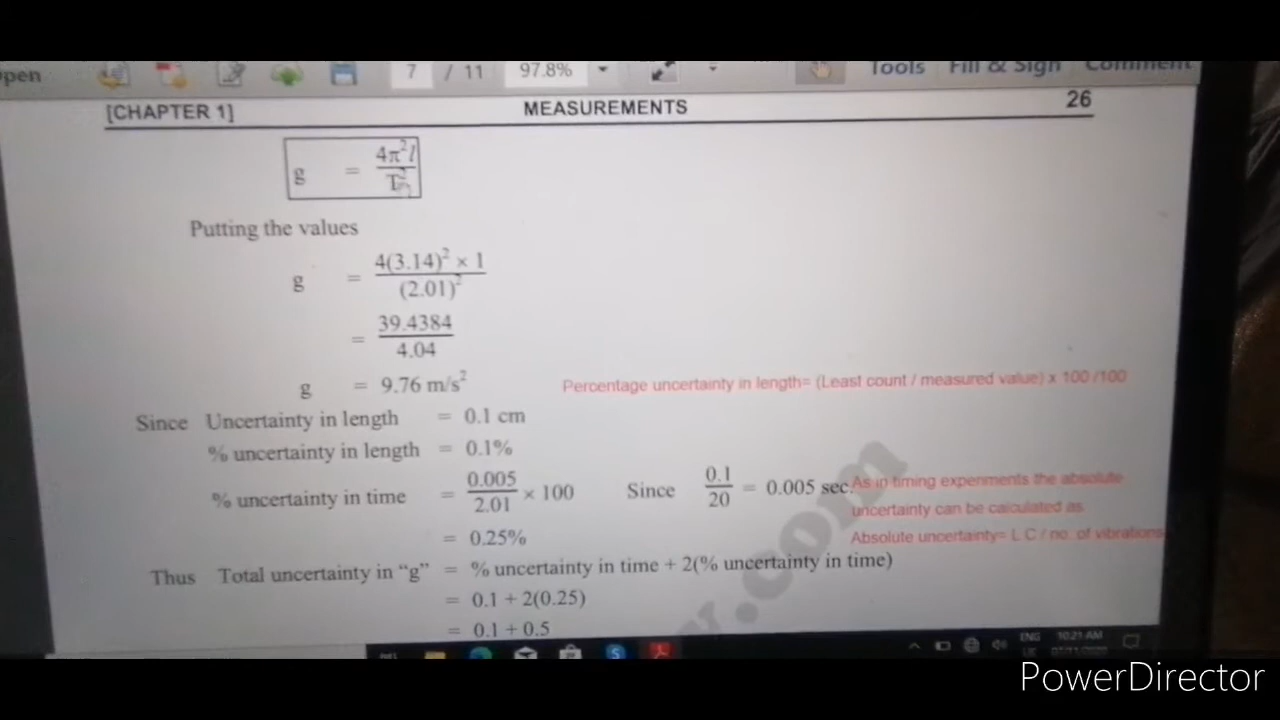 pen 7 / 11 97.8% Tools Fill & Sign Comment
[CHAPTER 1] MEASUREMENTS 26
g = 4π²l / T²
Putting the values
g = 4(3.14)² × 1 / (2.01)²
= 39.4384 / 4.04
g = 9.76 m/s²
Percentage uncertainty in length= (Least count / measured value) x 100 /100
Since Uncertainty in length = 0.1 cm
% uncertainty in length = 0.1%
% uncertainty in time = 0.005 / 2.01 × 100 Since 0.1 / 20 = 0.005 sec.
As in timing experiments the absolute
uncertainty can be calculated as
Absolute uncertainty= L C / no. of vibrations
= 0.25%
Thus Total uncertainty in “g” = % uncertainty in time + 2(% uncertainty in time)
= 0.1 + 2(0.25)
= 0.1 + 0.5
.com
ENG 10:21 AM
PowerDirector